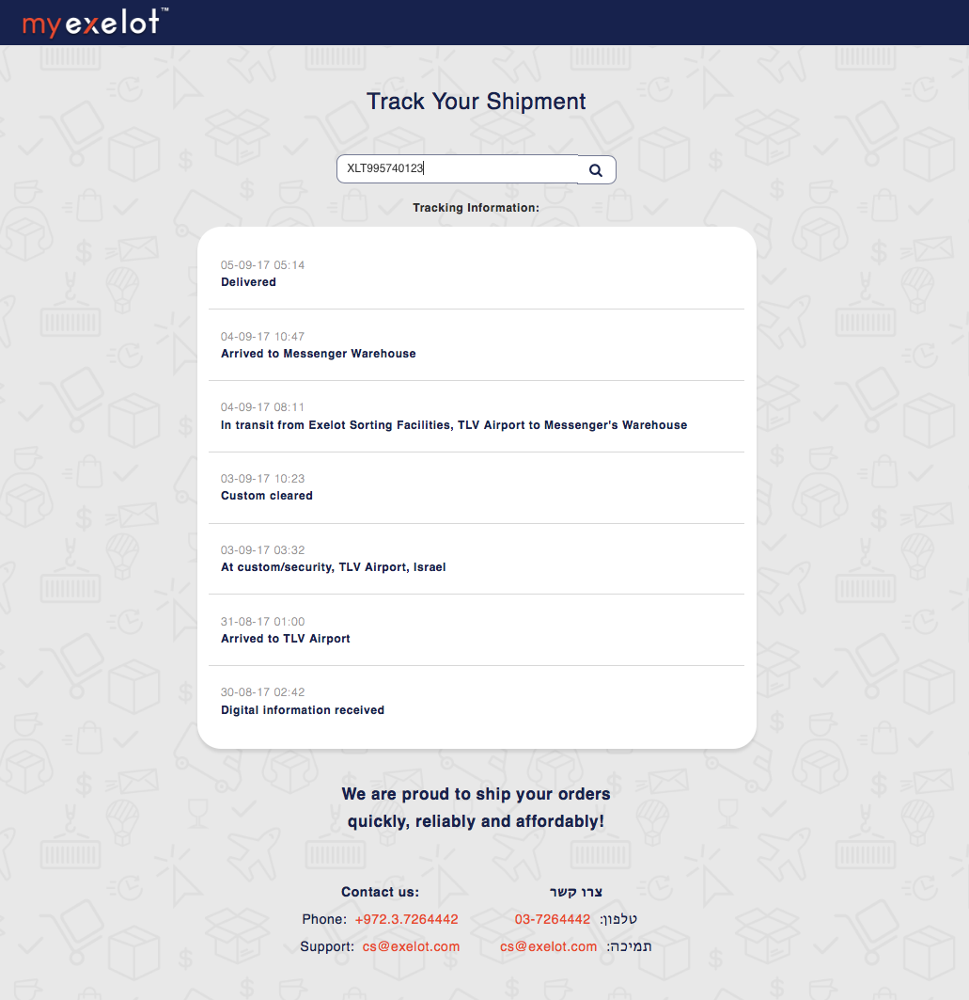 myexelot™
Track Your Shipment
XLT995740123
Tracking Information:
05-09-17 05:14
Delivered
04-09-17 10:47
Arrived to Messenger Warehouse
04-09-17 08:11
In transit from Exelot Sorting Facilities, TLV Airport to Messenger's Warehouse
03-09-17 10:23
Custom cleared
03-09-17 03:32
At custom/security, TLV Airport, Israel
31-08-17 01:00
Arrived to TLV Airport
30-08-17 02:42
Digital information received
We are proud to ship your orders
quickly, reliably and affordably!
Contact us:
Phone: +972.3.7264442
Support: cs@exelot.com
צרו קשר
טלפון: 03-7264442
תמיכה: cs@exelot.com